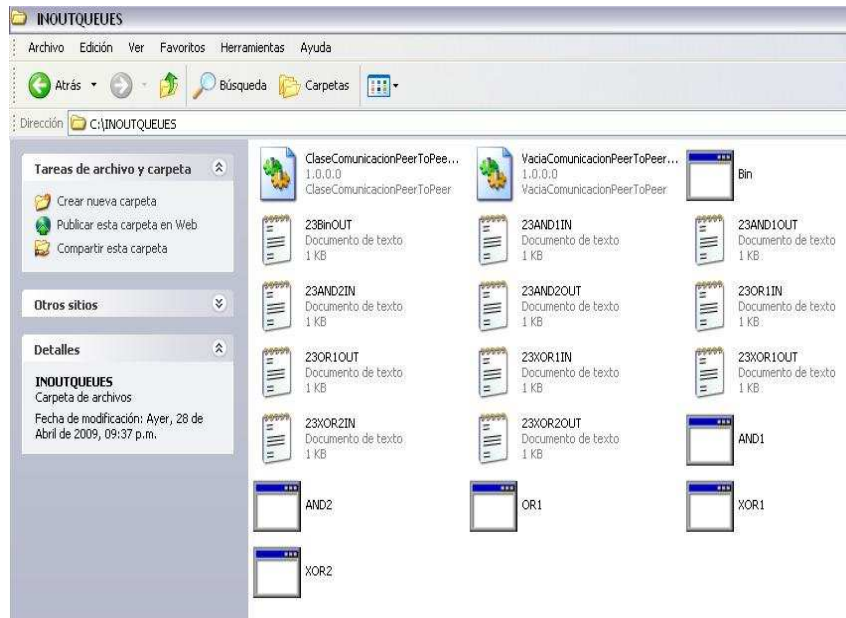 INOUTQUEUES
Archivo Edición Ver Favoritos Herramientas Ayuda
Atrás Búsqueda Carpetas
Dirección C:\INOUTQUEUES
Tareas de archivo y carpeta
Crear nueva carpeta
Publicar esta carpeta en Web
Compartir esta carpeta
Otros sitios
Detalles
INOUTQUEUES
Carpeta de archivos
Fecha de modificación: Ayer, 28 de
Abril de 2009, 09:37 p.m.
ClaseComunicacionPeerToPee...
1.0.0.0
ClaseComunicacionPeerToPeer
VaciaComunicacionPeerToPeer...
1.0.0.0
VaciaComunicacionPeerToPeer
Bin
23BinOUT
Documento de texto
1 KB
23AND1IN
Documento de texto
1 KB
23AND1OUT
Documento de texto
1 KB
23AND2IN
Documento de texto
1 KB
23AND2OUT
Documento de texto
1 KB
23OR1IN
Documento de texto
1 KB
23OR1OUT
Documento de texto
1 KB
23XOR1IN
Documento de texto
1 KB
23XOR1OUT
Documento de texto
1 KB
23XOR2IN
Documento de texto
1 KB
23XOR2OUT
Documento de texto
1 KB
AND1
AND2
OR1
XOR1
XOR2